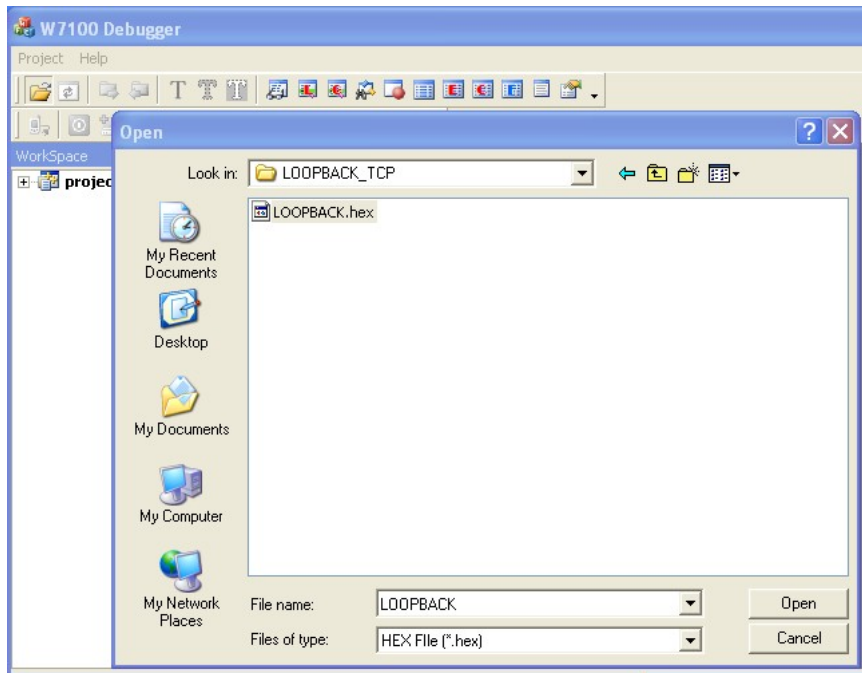 W7100 Debugger
Project Help
T T T
Open
WorkSpace
projec
Look in: LOOPBACK_TCP
LOOPBACK.hex
My Recent
Documents
Desktop
My Documents
My Computer
My Network
Places
File name: LOOPBACK
Open
Files of type: HEX FIle (*.hex)
Cancel